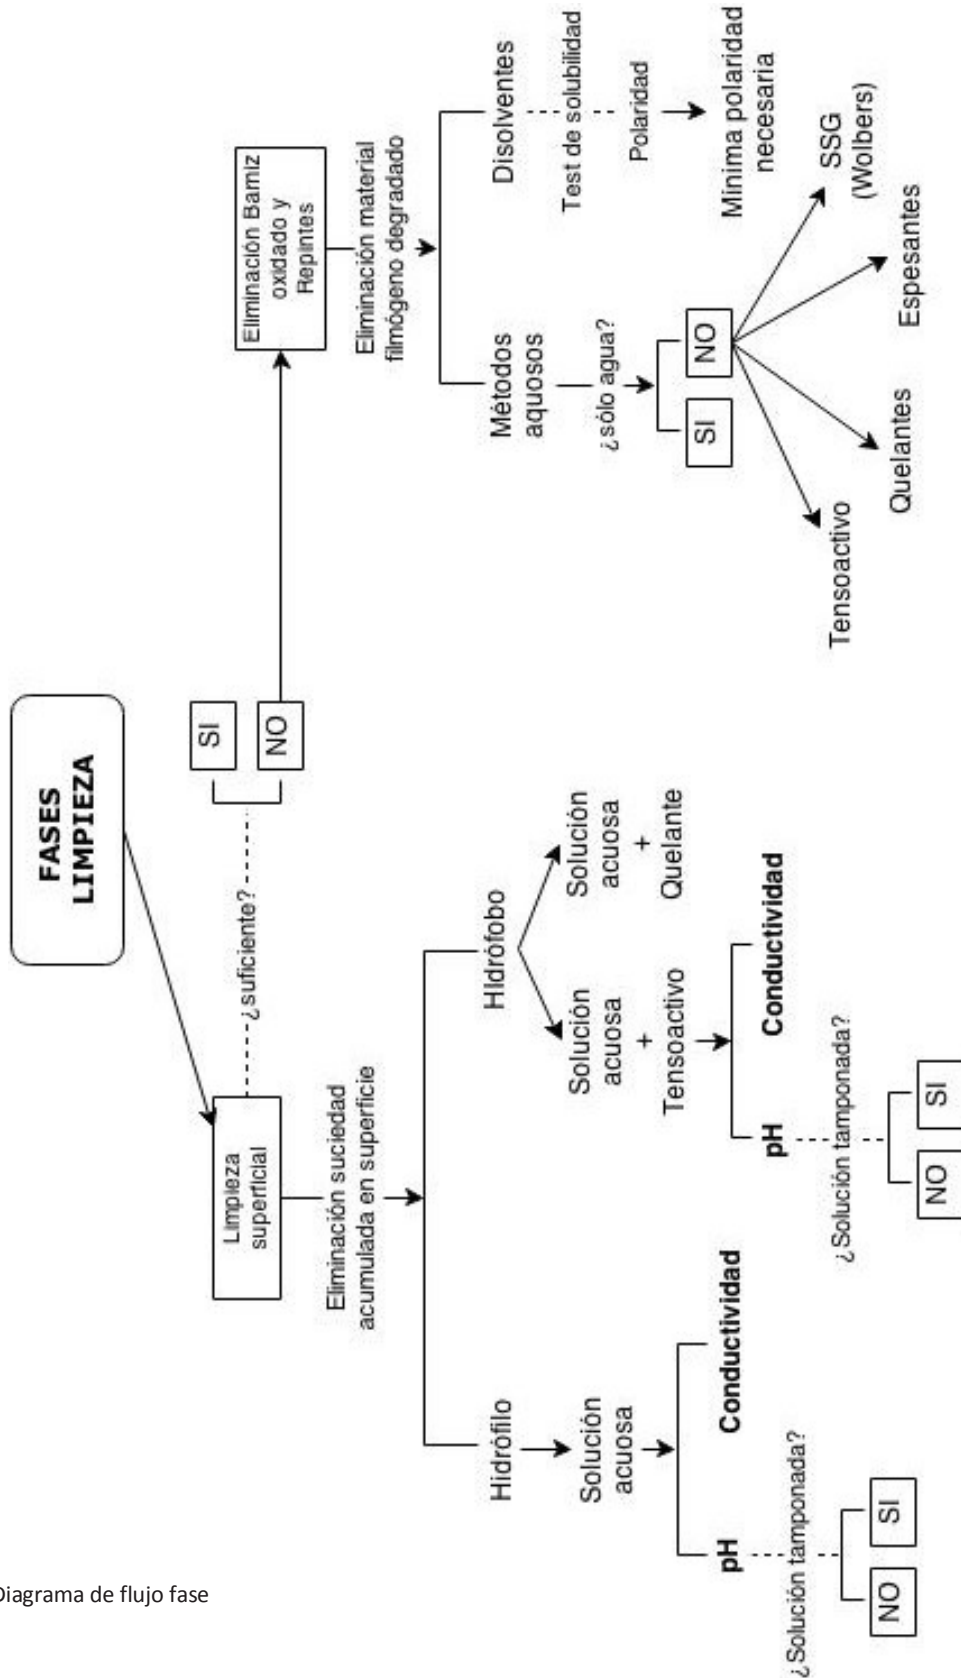 FASES
LIMPIEZA
Limpieza
superficial
¿suficiente?
SI
NO
Eliminación Barniz
oxidado y
Repintes
Eliminación suciedad
acumulada en superficie
Hidrófilo
Solución
acuosa
pH
Conductividad
¿Solución tamponada?
NO
SI
HIdrófobo
Solución
acuosa
+
Tensoactivo
Solución
acuosa
+
Quelante
pH
Conductividad
¿Solución tamponada?
NO
SI
Eliminación material
filmógeno degradado
Métodos
aquosos
¿sólo agua?
SI
NO
Tensoactivo
Quelantes
Espesantes
SSG
(Wolbers)
Disolventes
Test de solubilidad
Polaridad
Minima polaridad
necesaria
Diagrama de flujo fase